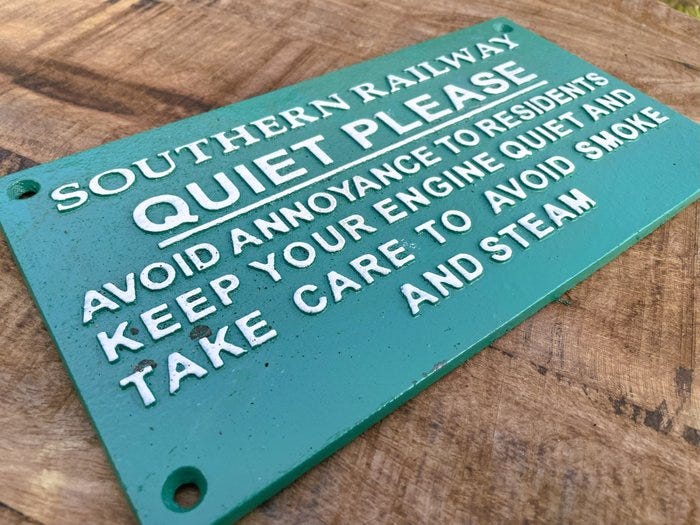 SOUTHERN RAILWAY
QUIET PLEASE
AVOID ANNOYANCE TO RESIDENTS
KEEP YOUR ENGINE QUIET AND
TAKE CARE TO AVOID SMOKE
AND STEAM